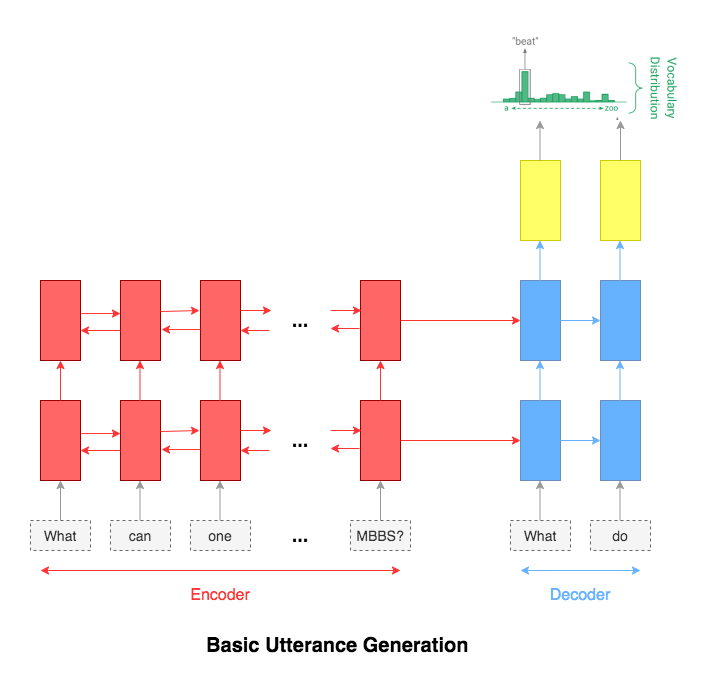 "beat"
Vocabulary
Distribution
a
zoo
...
...
What
can
one
...
MBBS?
What
do
Encoder
Decoder
Basic Utterance Generation